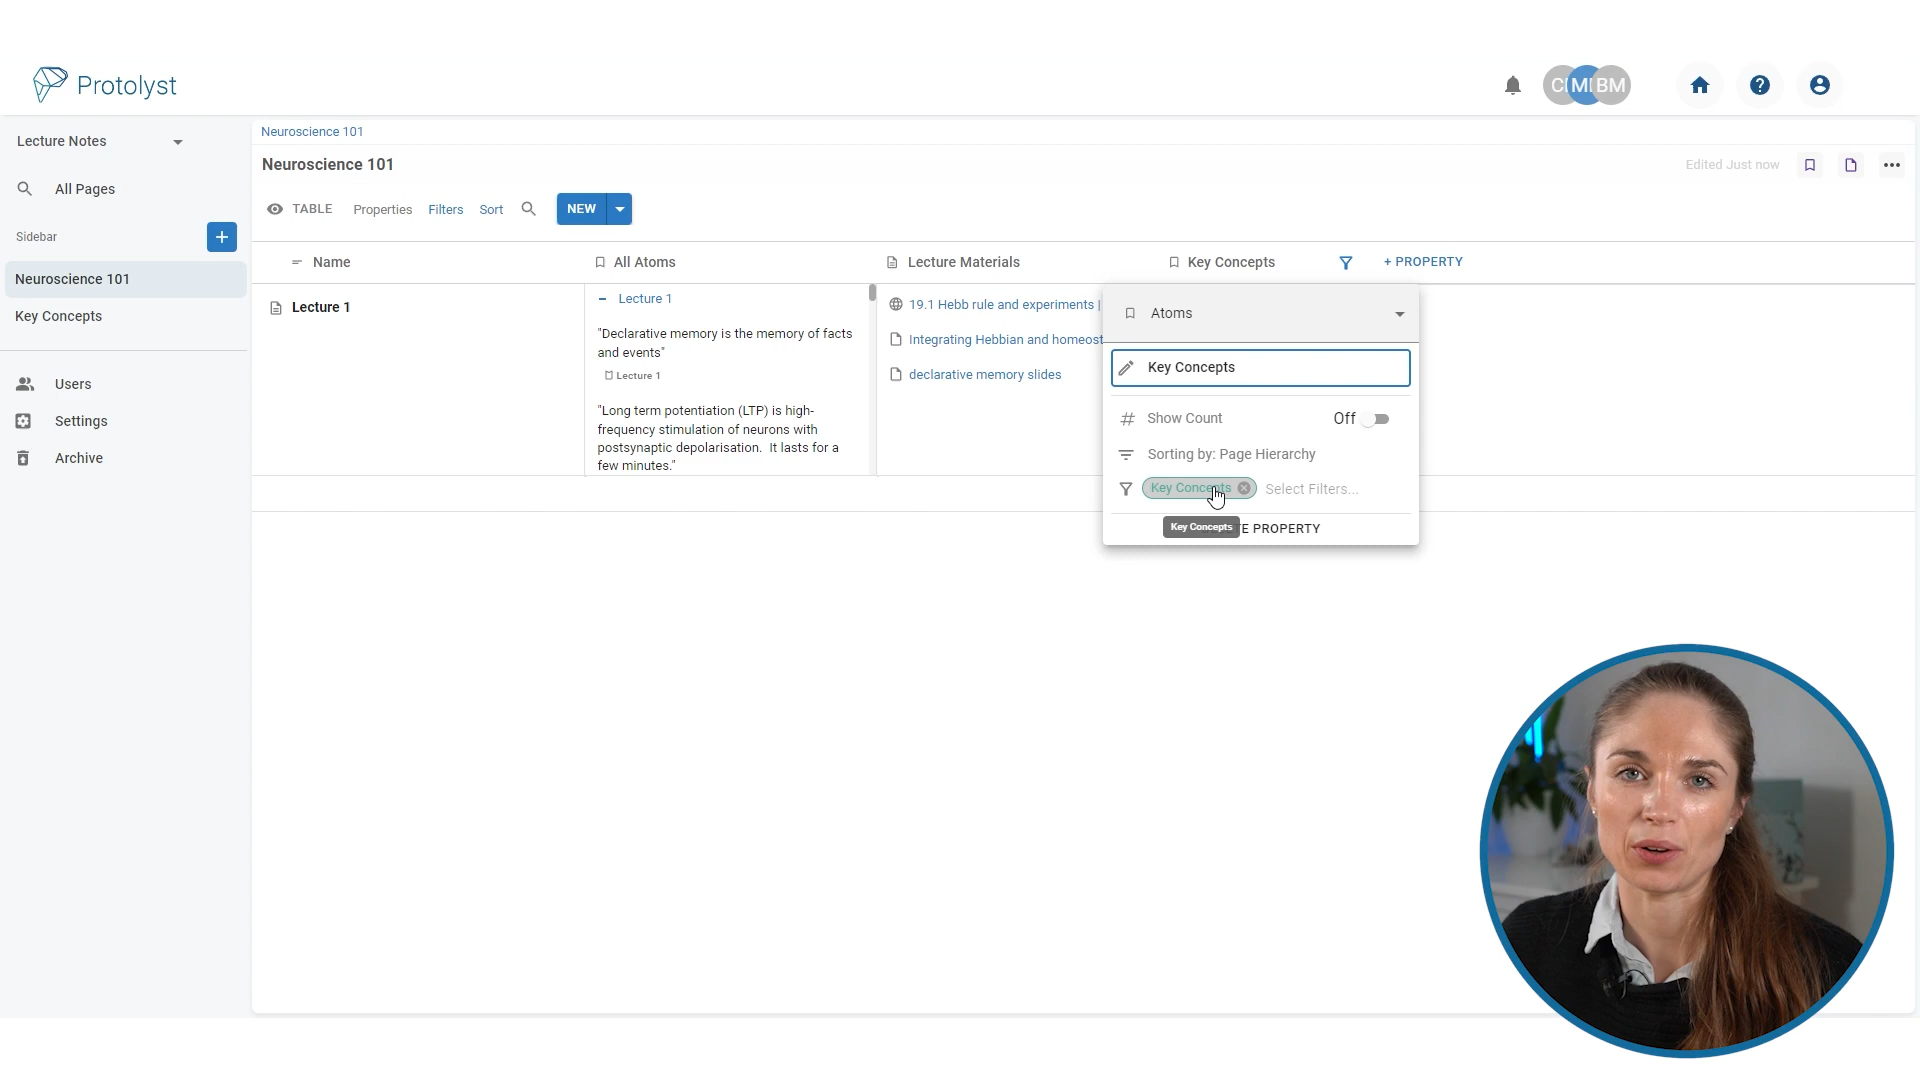 Protolyst
CI MI BM
Lecture Notes
All Pages
Sidebar
Neuroscience 101
Key Concepts
Users
Settings
Archive
Neuroscience 101
Neuroscience 101
Edited Just now
TABLE Properties Filters Sort NEW
Name All Atoms Lecture Materials Key Concepts + PROPERTY
Lecture 1
Lecture 1
"Declarative memory is the memory of facts
and events"
Lecture 1
"Long term potentiation (LTP) is high-
frequency stimulation of neurons with
postsynaptic depolarisation. It lasts for a
few minutes."
19.1 Hebb rule and experiments |
Integrating Hebbian and homeost
declarative memory slides
Atoms
Key Concepts
# Show Count Off
Sorting by: Page Hierarchy
Key Concepts Select Filters...
Key Concepts
E PROPERTY